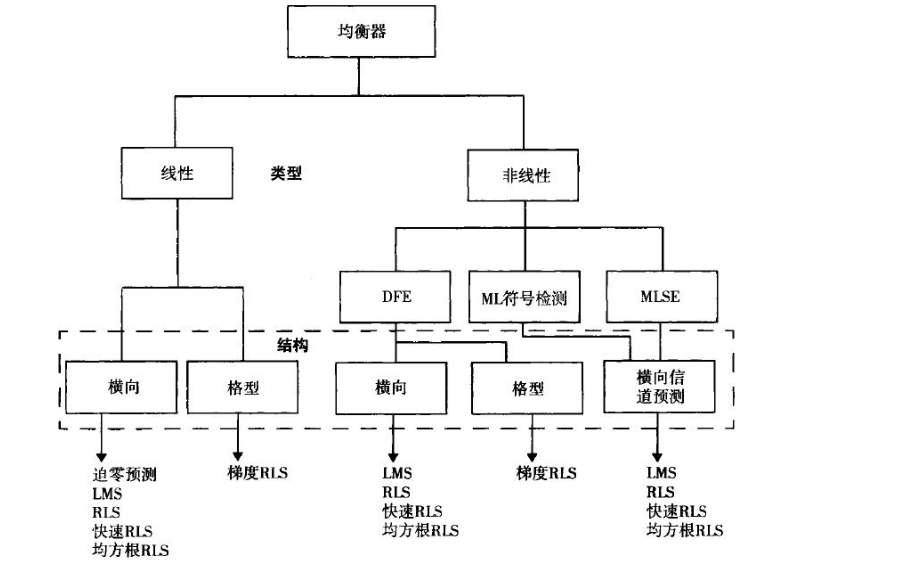 均衡器
线性
类型
非线性
DFE
ML符号检测
MLSE
结构
横向
格型
横向
格型
横向信
道预测
迫零预测
LMS
RLS
快速RLS
均方根RLS
梯度RLS
LMS
RLS
快速RLS
均方根RLS
梯度RLS
LMS
RLS
快速RLS
均方根RLS